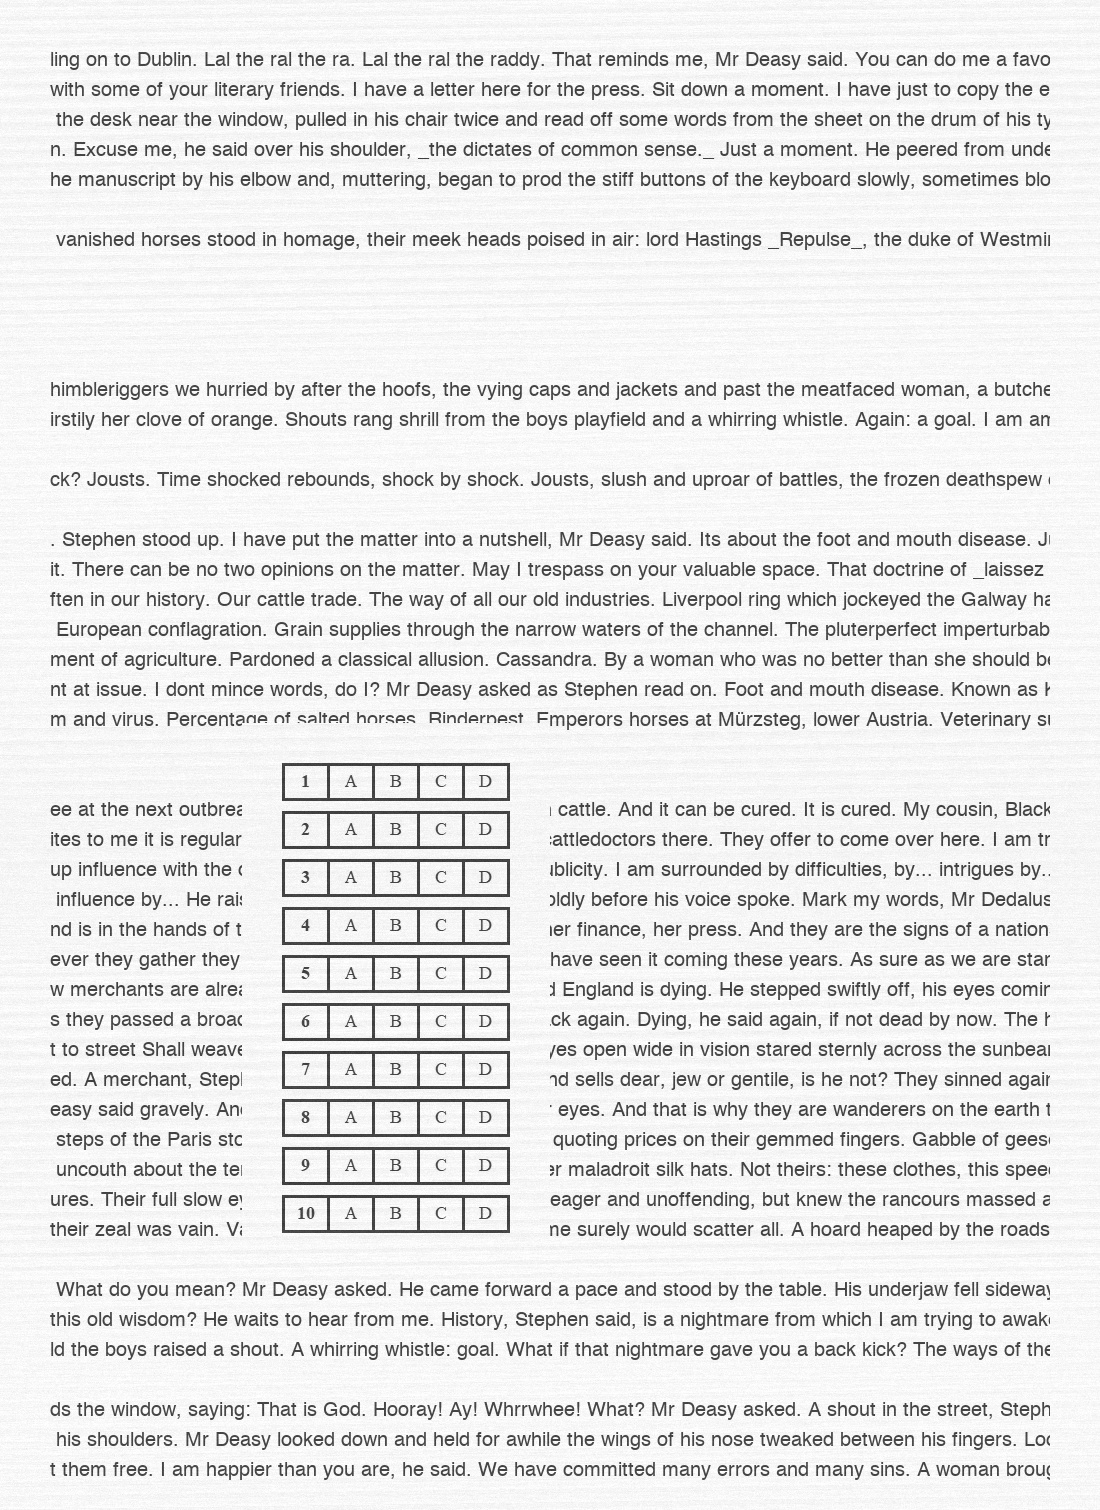 ling on to Dublin. Lal the ral the ra. Lal the ral the raddy. That reminds me, Mr Deasy said. You can do me a favo
with some of your literary friends. I have a letter here for the press. Sit down a moment. I have just to copy the e
the desk near the window, pulled in his chair twice and read off some words from the sheet on the drum of his ty
n. Excuse me, he said over his shoulder, _the dictates of common sense._ Just a moment. He peered from unde
he manuscript by his elbow and, muttering, began to prod the stiff buttons of the keyboard slowly, sometimes blo
vanished horses stood in homage, their meek heads poised in air: lord Hastings _Repulse_, the duke of Westmin
himbleriggers we hurried by after the hoofs, the vying caps and jackets and past the meatfaced woman, a butche
irstily her clove of orange. Shouts rang shrill from the boys playfield and a whirring whistle. Again: a goal. I am am
ck? Jousts. Time shocked rebounds, shock by shock. Jousts, slush and uproar of battles, the frozen deathspew
. Stephen stood up. I have put the matter into a nutshell, Mr Deasy said. Its about the foot and mouth disease. Ju
it. There can be no two opinions on the matter. May I trespass on your valuable space. That doctrine of _laissez
ften in our history. Our cattle trade. The way of all our old industries. Liverpool ring which jockeyed the Galway ha
European conflagration. Grain supplies through the narrow waters of the channel. The pluterperfect imperturbab
ment of agriculture. Pardoned a classical allusion. Cassandra. By a woman who was no better than she should be
nt at issue. I dont mince words, do I? Mr Deasy asked as Stephen read on. Foot and mouth disease. Known as K
m and virus. Percentage of salted horses. Rinderpest. Emperors horses at Mürzsteg, lower Austria. Veterinary su
1 A B C D
2 A B C D
3 A B C D
4 A B C D
5 A B C D
6 A B C D
7 A B C D
8 A B C D
9 A B C D
10 A B C D
ee at the next outbrea cattle. And it can be cured. It is cured. My cousin, Black
ites to me it is regular cattledoctors there. They offer to come over here. I am tr
up influence with the ublicity. I am surrounded by difficulties, by... intrigues by..
influence by... He rais oldly before his voice spoke. Mark my words, Mr Dedalus
nd is in the hands of t her finance, her press. And they are the signs of a nation
ever they gather they have seen it coming these years. As sure as we are stan
w merchants are alrea England is dying. He stepped swiftly off, his eyes comin
s they passed a broad ck again. Dying, he said again, if not dead by now. The h
t to street Shall weave yes open wide in vision stared sternly across the sunbeam
ed. A merchant, Steph nd sells dear, jew or gentile, is he not? They sinned again
easy said gravely. And eyes. And that is why they are wanderers on the earth t
steps of the Paris sto quoting prices on their gemmed fingers. Gabble of geese
uncouth about the tem er maladroit silk hats. Not theirs: these clothes, this speec
ures. Their full slow ey eager and unoffending, but knew the rancours massed a
their zeal was vain. Va me surely would scatter all. A hoard heaped by the roads
What do you mean? Mr Deasy asked. He came forward a pace and stood by the table. His underjaw fell sideway
this old wisdom? He waits to hear from me. History, Stephen said, is a nightmare from which I am trying to awake
ld the boys raised a shout. A whirring whistle: goal. What if that nightmare gave you a back kick? The ways of the
ds the window, saying: That is God. Hooray! Ay! Whrrwhee! What? Mr Deasy asked. A shout in the street, Steph
his shoulders. Mr Deasy looked down and held for awhile the wings of his nose tweaked between his fingers. Loo
t them free. I am happier than you are, he said. We have committed many errors and many sins. A woman broug